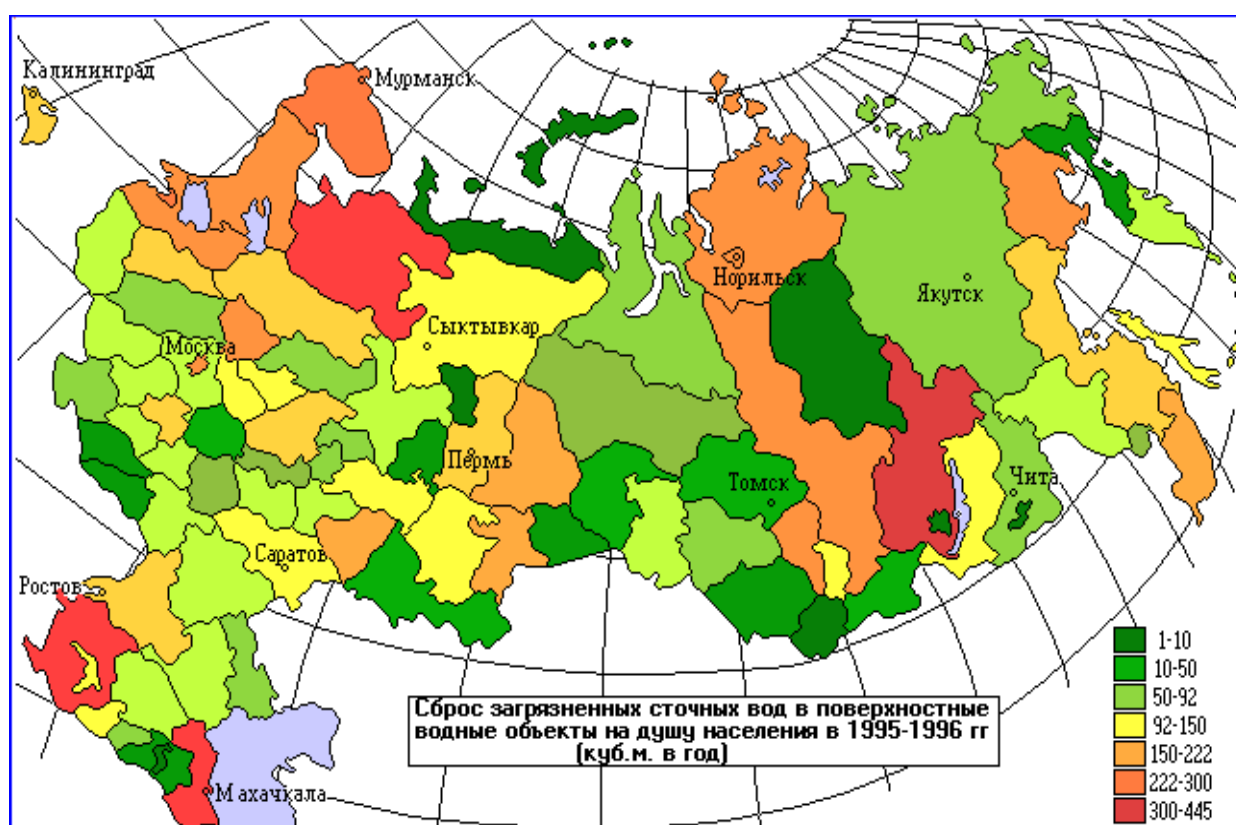 Калининград
Мурманск
Норильск
Якутск
Сыктывкар
Москва
Пермь
Томск
Чита
Саратов
Ростов
Махачкала
1-10
10-50
50-92
92-150
150-222
222-300
300-445
Сброс загрязненных сточных вод в поверхностные
водные объекты на душу населения в 1995-1996 гг
(куб.м. в год)